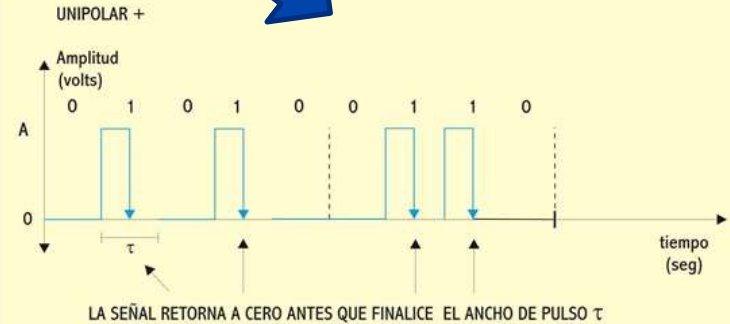 UNIPOLAR +
Amplitud
(volts)
0 1 0 1 0 0 1 1 0
A
0
τ
tiempo
(seg)
LA SEÑAL RETORNA A CERO ANTES QUE FINALICE EL ANCHO DE PULSO τ